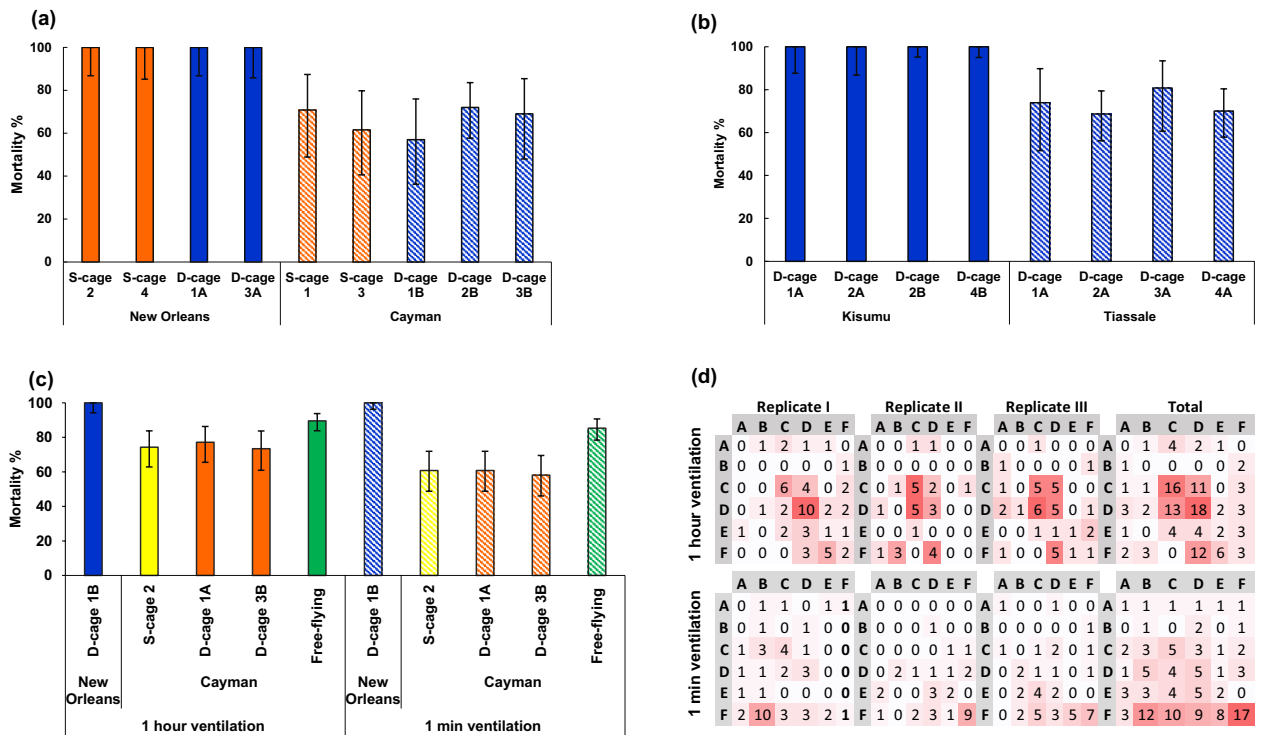 (a)
Mortality %
100
80
60
40
20
0
S-cage 2 S-cage 4 D-cage 1A D-cage 3A S-cage 1 S-cage 3 D-cage 1B D-cage 2B D-cage 3B
New Orleans Cayman
(b)
Mortality %
100
80
60
40
20
0
D-cage 1A D-cage 2A D-cage 2B D-cage 4B D-cage 1A D-cage 2A D-cage 3A D-cage 4A
Kisumu Tiassale
(c)
Mortality %
100
80
60
40
20
0
D-cage 1B S-cage 2 D-cage 1A D-cage 3B Free-flying D-cage 1B S-cage 2 D-cage 1A D-cage 3B Free-flying
New Orleans Cayman New Orleans Cayman
1 hour ventilation 1 min ventilation
(d)
Replicate I Replicate II Replicate III Total
1 hour ventilation
A B C D E F A B C D E F A B C D E F A B C D E F
A 0 1 2 1 1 0 A 0 0 1 1 0 0 A 0 0 1 0 0 0 A 0 1 4 2 1 0
B 0 0 0 0 0 1 B 0 0 0 0 0 0 B 1 0 0 0 0 1 B 1 0 0 0 0 2
C 0 0 6 4 0 2 C 0 1 5 2 0 1 C 1 0 5 5 0 0 C 1 1 16 11 0 3
D 0 1 2 10 2 2 D 1 0 5 3 0 0 D 2 1 6 5 0 1 D 3 2 13 18 2 3
E 1 0 2 3 1 1 E 0 0 1 0 0 0 E 0 0 1 1 1 2 E 1 0 4 4 2 3
F 0 0 0 3 5 2 F 1 3 0 4 0 0 F 1 0 0 5 1 1 F 2 3 0 12 6 3
1 min ventilation
A B C D E F A B C D E F A B C D E F A B C D E F
A 0 1 1 0 1 1 A 0 0 0 0 0 0 A 1 0 0 1 0 0 A 1 1 1 1 1 1
B 0 1 0 1 0 0 B 0 0 0 1 0 0 B 0 0 0 0 0 1 B 0 1 0 2 0 1
C 1 3 4 1 0 0 C 0 0 0 0 1 1 C 1 0 1 2 0 1 C 2 3 5 3 1 2
D 1 1 2 3 1 0 D 0 2 1 1 1 2 D 0 2 1 1 0 1 D 1 5 4 5 1 3
E 1 1 0 0 0 0 E 2 0 0 3 2 0 E 0 2 4 2 0 0 E 3 3 4 5 2 0
F 2 10 3 3 2 1 F 1 0 2 3 1 9 F 0 2 5 3 5 7 F 3 12 10 9 8 17